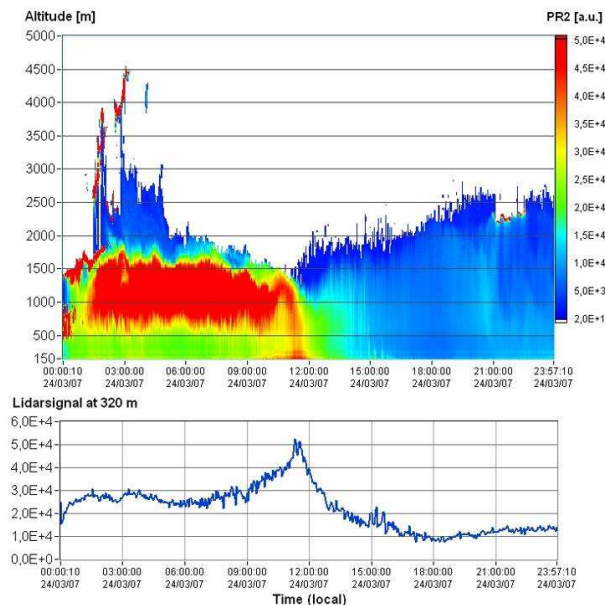 Altitude [m]
PR2 [a.u.]
5000
4500
4000
3500
3000
2500
2000
1500
1000
500
150
5,0E+4
4,5E+4
4,0E+4
3,5E+4
3,0E+4
2,5E+4
2,0E+4
1,5E+4
1,0E+4
5,0E+4
2,0E+1
00:00:10 03:00:00 06:00:00 09:00:00 12:00:00 15:00:00 18:00:00 21:00:00 23:57:10
24/03/07 24/03/07 24/03/07 24/03/07 24/03/07 24/03/07 24/03/07 24/03/07 24/03/07
Lidarsignal at 320 m
6,0E+4
5,0E+4
4,0E+4
3,0E+4
2,0E+4
1,0E+4
0,0E+0
00:00:10 03:00:00 06:00:00 09:00:00 12:00:00 15:00:00 18:00:00 21:00:00 23:57:10
24/03/07 24/03/07 24/03/07 24/03/07 24/03/07 24/03/07 24/03/07 24/03/07 24/03/07
Time (local)